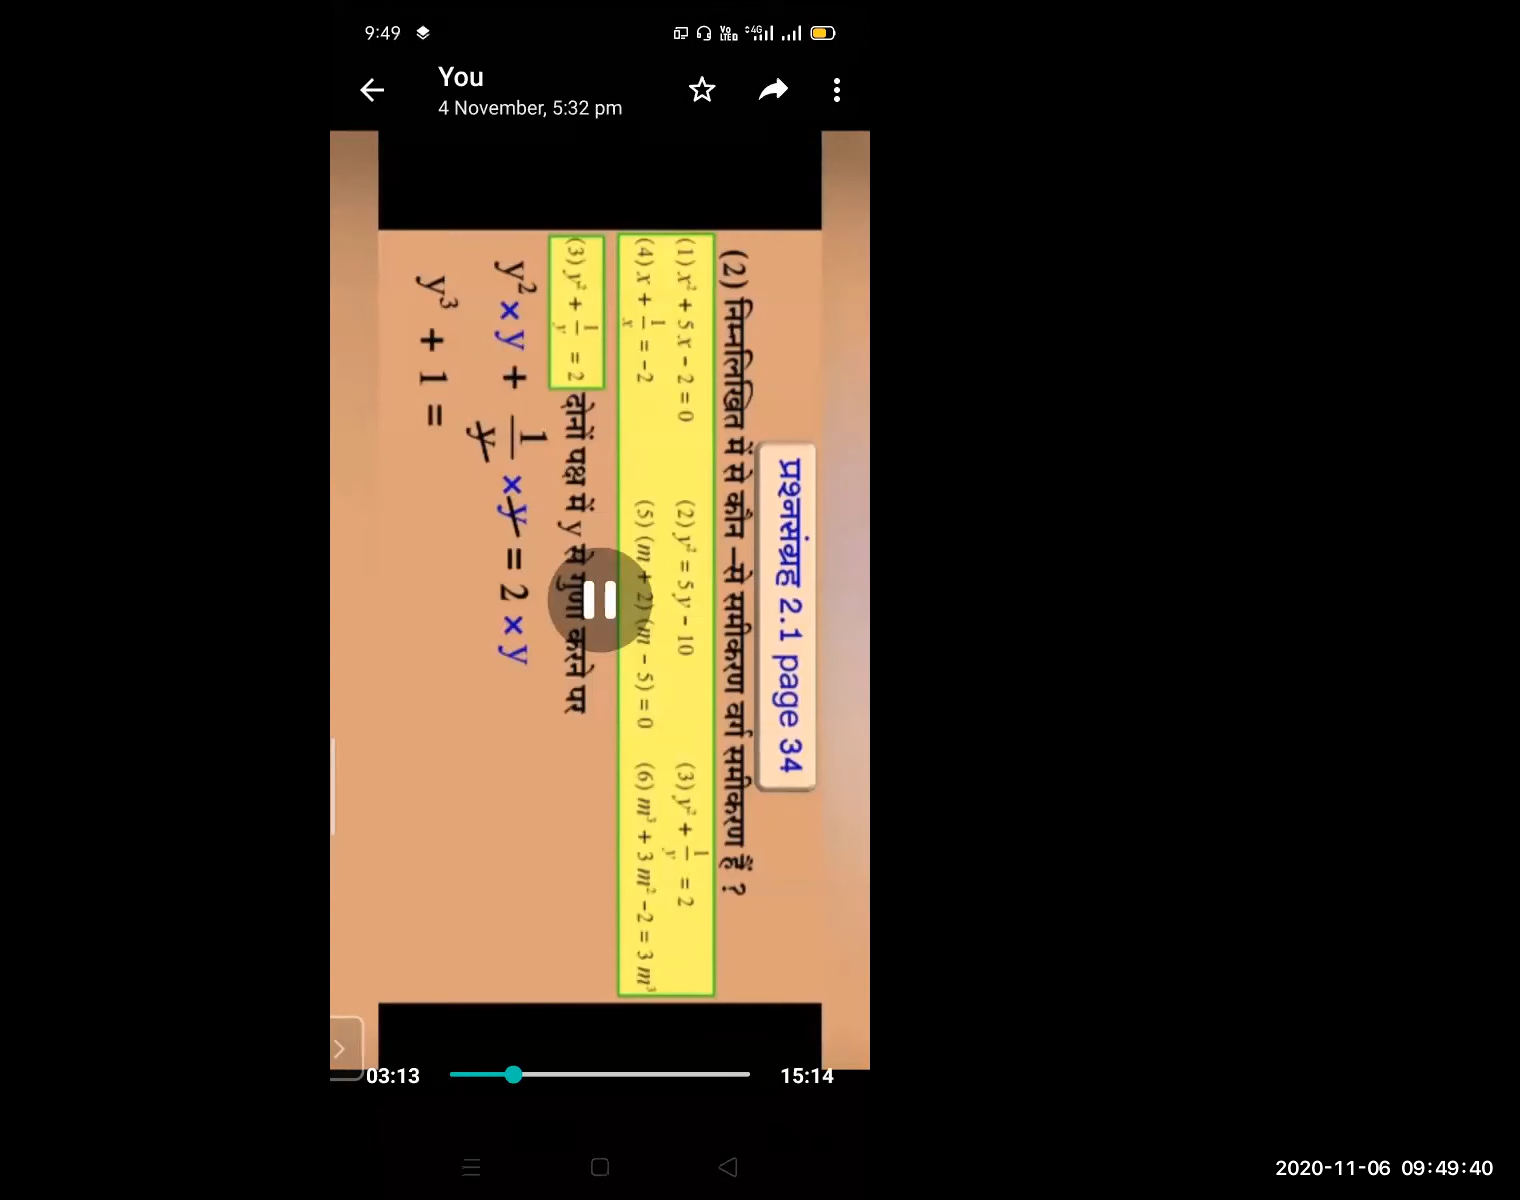 9:49
Vo LTED 4G
You
4 November, 5:32 pm
प्रश्नसंग्रह 2.1 page 34
(2) निम्नलिखित में से कौन –से समीकरण वर्ग समीकरण हैं ?
(1) x² + 5x – 2 = 0 (2) y² = 5y – 10 (3) y² + 1/y = 2
(4) x + 1/x = -2 (5) (m + 2) (m – 5) = 0 (6) m³ + 3m² -2 = 3m³
(3) y² + 1/y = 2 दोनों पक्ष में y से गुणा करने पर
y² × y + 1/y × y = 2 × y
y³ + 1 =
03:13
15:14
2020-11-06 09:49:40